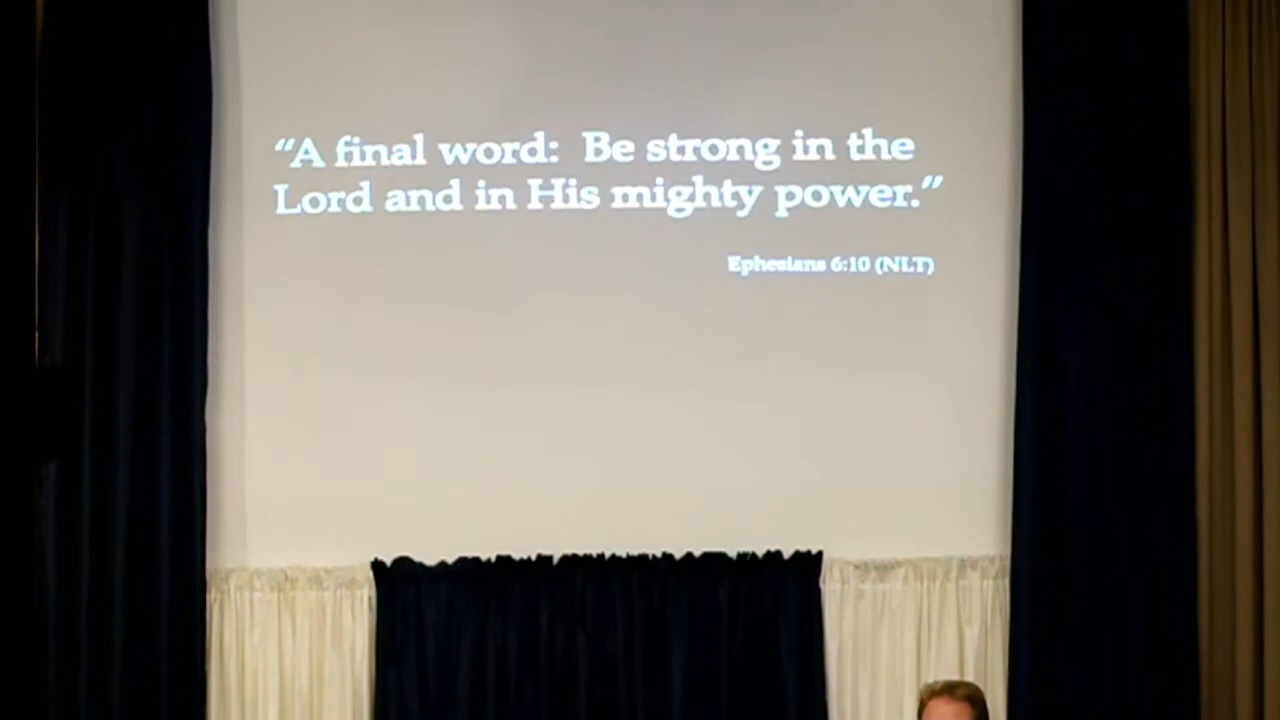 “A final word:  Be strong in the
Lord and in His mighty power.”
Ephesians 6:10 (NLT)